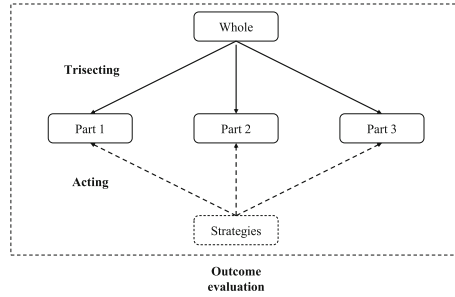 Whole
Trisecting
Part 1
Part 2
Part 3
Acting
Strategies
Outcome
evaluation